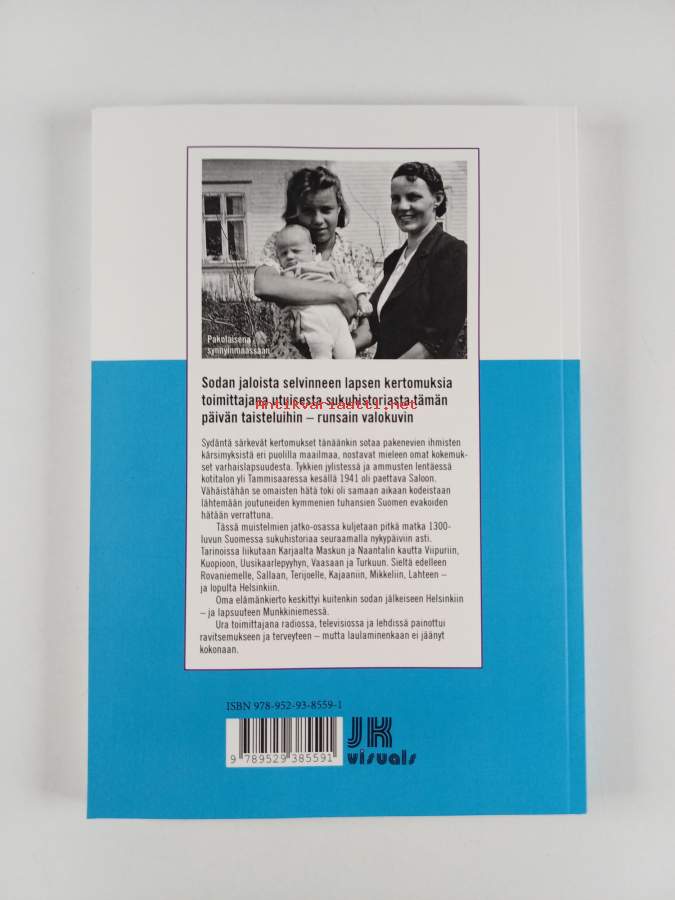 Pakolaisena
synnyinmaassaan
Sodan jaloista selvinneen lapsen kertomuksia
toimittajana utuisesta sukuhistoriasta tämän
Antikvariaatti.net
päivän taisteluihin – runsain valokuvin
Sydäntä särkevät kertomukset tänäänkin sotaa pakenevien ihmisten
kärsimyksistä eri puolilla maailmaa, nostavat mieleen omat kokemuk-
set varhaislapsuudesta. Tykkien jylistessä ja ammusten lentäessä
kotitalon yli Tammisaaressa kesällä 1941 oli paettava Saloon.
Vähäistähän se omaisten hätä toki oli samaan aikaan kodeistaan
lähtemään joutuneiden kymmenien tuhansien Suomen evakoiden
hätään verrattuna.
Tässä muistelmien jatko-osassa kuljetaan pitkä matka 1300-
luvun Suomessa sukuhistoriaa seuraamalla nykypäiviin asti.
Tarinoissa liikutaan Karjaalta Maskun ja Naantalin kautta Viipuriin,
Kuopioon, Uusikaarlepyyhyn, Vaasaan ja Turkuun. Sieltä edelleen
Rovaniemelle, Sallaan, Terijoelle, Kajaaniin, Mikkeliin, Lahteen –
ja lopulta Helsinkiin.
Oma elämänkierto keskittyi kuitenkin sodan jälkeiseen Helsinkiin
– ja lapsuuteen Munkkiniemessä.
Ura toimittajana radiossa, televisiossa ja lehdissä painottui
ravitsemukseen ja terveyteen – mutta laulaminenkaan ei jäänyt
kokonaan.
ISBN 978-952-93-8559-1
9 789529 385591
JK
visuals